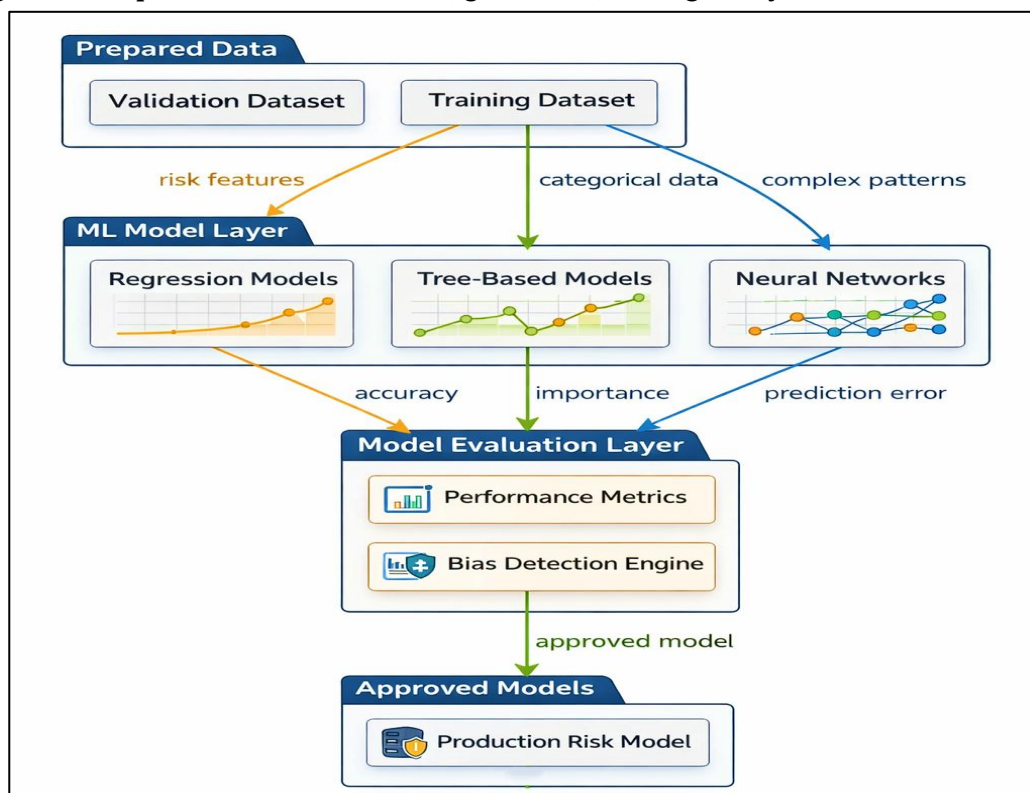 Prepared Data
Validation Dataset
Training Dataset
risk features
categorical data
complex patterns
ML Model Layer
Regression Models
Tree-Based Models
Neural Networks
accuracy
importance
prediction error
Model Evaluation Layer
Performance Metrics
Bias Detection Engine
approved model
Approved Models
Production Risk Model